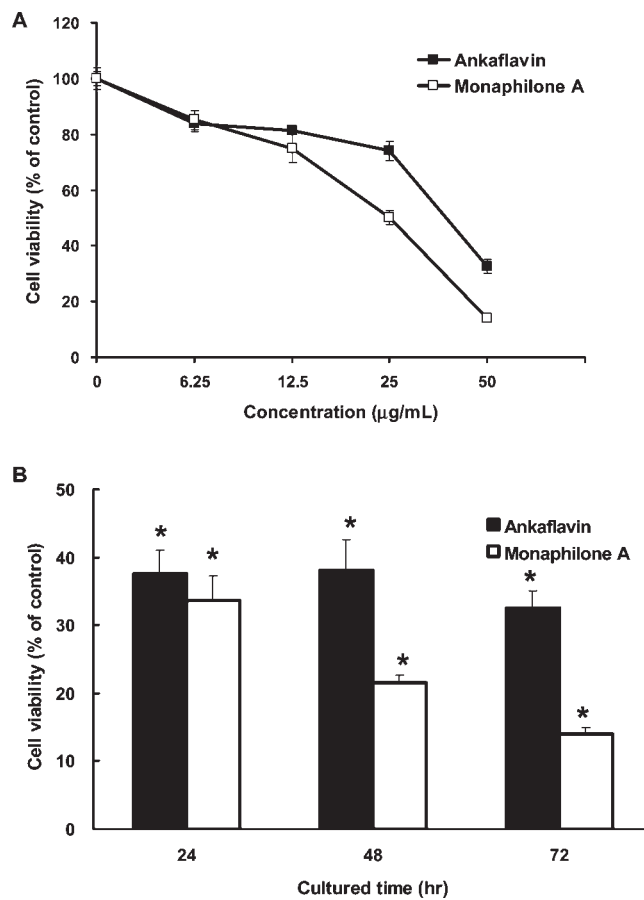 A
120
100
80
60
40
20
0
Cell viability (% of control)
Ankaflavin
Monaphilone A
0 6.25 12.5 25 50
Concentration (μg/mL)
B
50
40
30
20
10
0
Cell viability (% of control)
Ankaflavin
Monaphilone A
* * * * * *
24 48 72
Cultured time (hr)